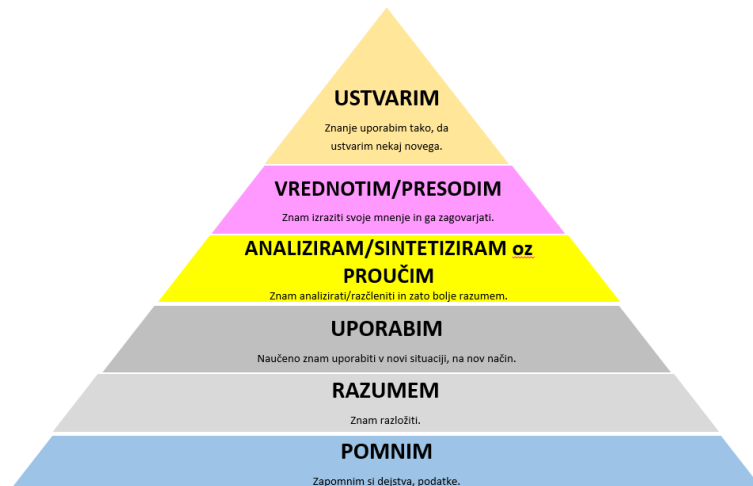 USTVARIM
Znanje uporabim tako, da
ustvarim nekaj novega.
VREDNOTIM/PRESODIM
Znam izraziti svoje mnenje in ga zagovarjati.
ANALIZIRAM/SINTETIZIRAM oz
PROUČIM
Znam analizirati/razčleniti in zato bolje razumem.
UPORABIM
Naučeno znam uporabiti v novi situaciji, na nov način.
RAZUMEM
Znam razložiti.
POMNIM
Zapomnim si dejstva, podatke.